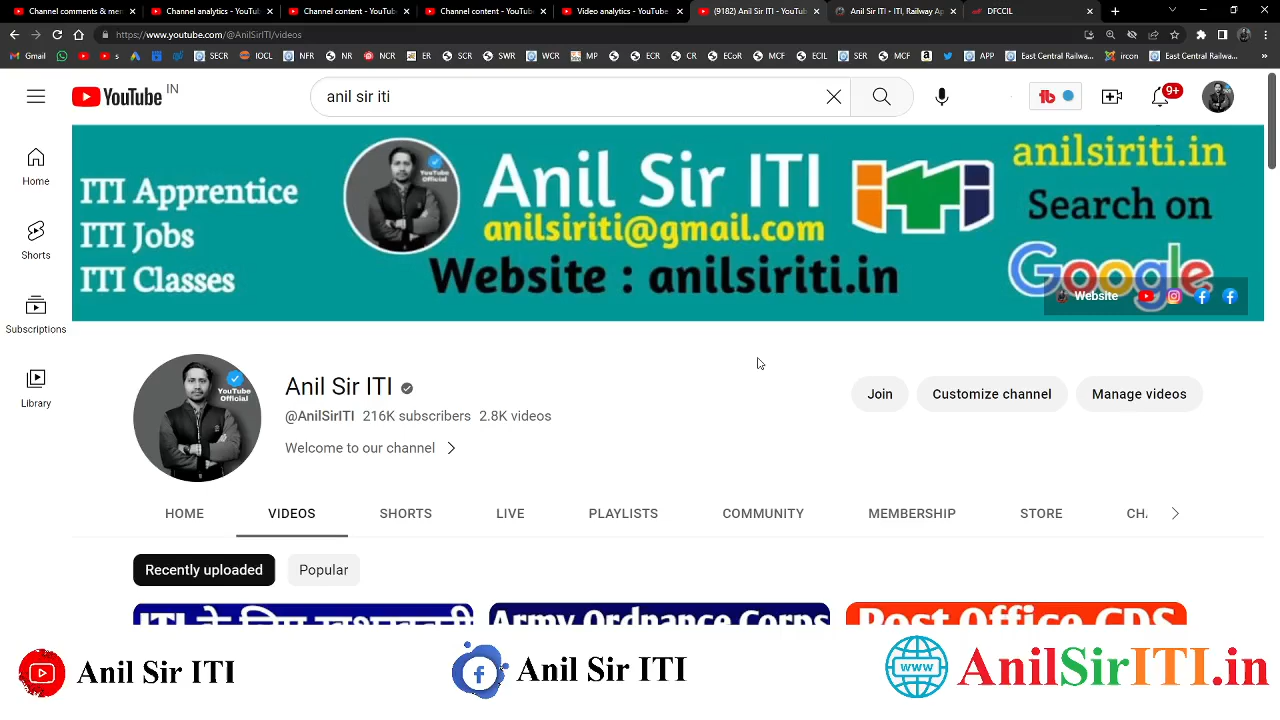 Channel comments & men
Channel analytics - YouTub
Channel content - YouTub
Channel content - YouTub
Video analytics - YouTube
(9182) Anil Sir ITI - YouTub
Anil Sir ITI - ITI, Railway Ap
DFCCIL
https://www.youtube.com/@AnilSirITI/videos
Gmail
s
SECR
IOCL
NFR
NR
NCR
ER
SCR
SWR
WCR
MP
ECR
CR
ECoR
MCF
ECIL
SER
MCF
APP
East Central Railwa...
ircon
East Central Railwa...
YouTube IN
anil sir iti
9+
ITI Apprentice
ITI Jobs
ITI Classes
YouTube
Official
Anil Sir ITI
anilsiriti@gmail.com
Website : anilsiriti.in
anilsiriti.in
Search on
Google
Website
Home
Shorts
Subscriptions
Library
YouTube
Official
Anil Sir ITI
@AnilSirITI 216K subscribers 2.8K videos
Welcome to our channel
Join
Customize channel
Manage videos
HOME
VIDEOS
SHORTS
LIVE
PLAYLISTS
COMMUNITY
MEMBERSHIP
STORE
CH.
Recently uploaded
Popular
ITI के लिए खुशखबरी
Army Ordnance Corps
Post Office GDS
Anil Sir ITI
Anil Sir ITI
www
AnilSirITI.in